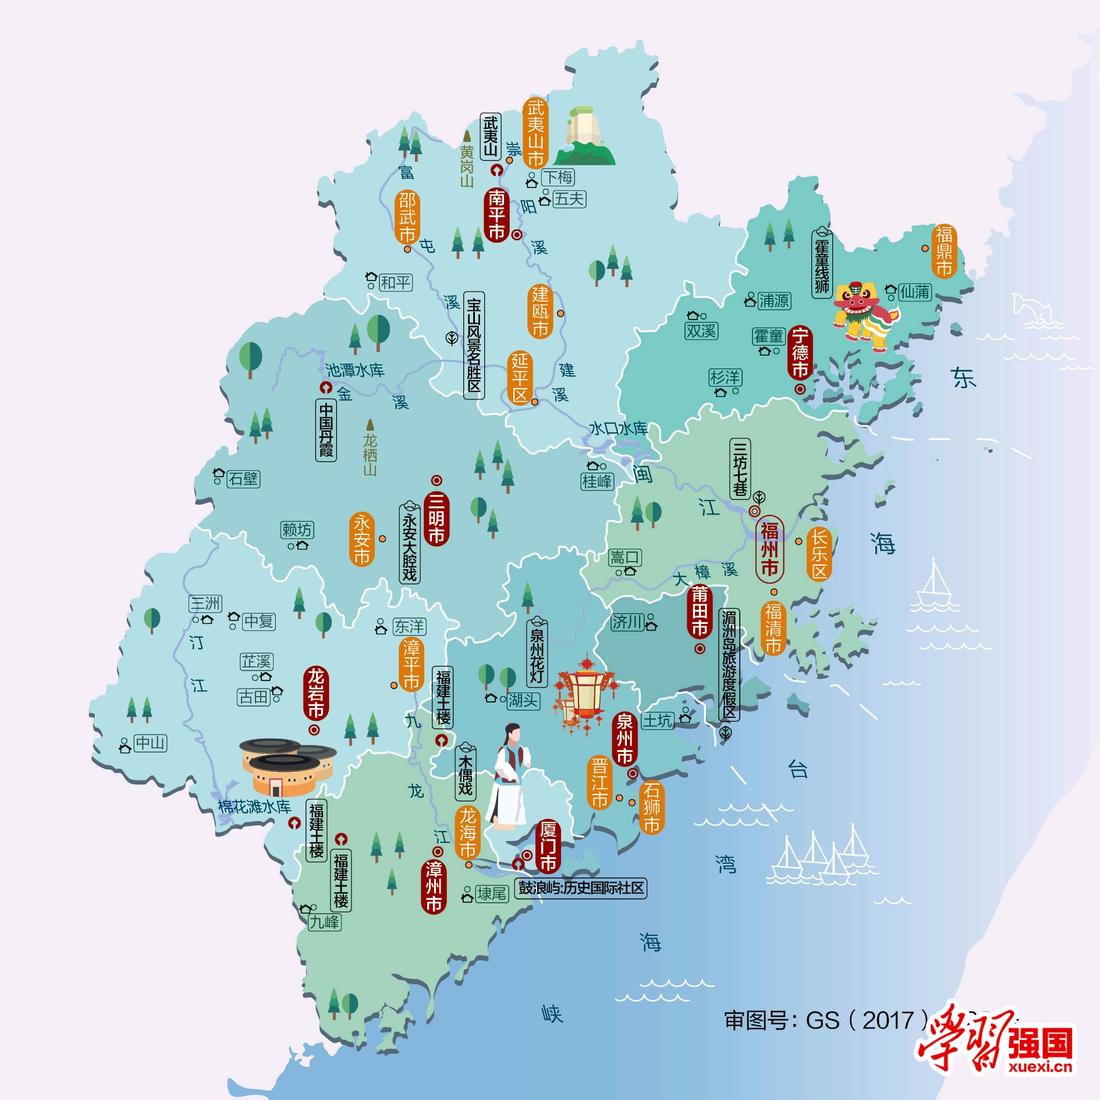 武夷山市
武夷山
黄岗山
崇
阳
溪
下梅
五夫
富
屯
溪
邵武市
南平市
和平
建瓯市
宝山风景名胜区
延平区
建
溪
福鼎市
霍童线狮
仙蒲
浦源
双溪
霍童
宁德市
杉洋
东
海
池潭水库
金
溪
中国丹霞
龙栖山
水口水库
闽
江
三坊七巷
桂峰
石壁
三明市
永安市
永安大腔戏
赖坊
福州市
长乐区
嵩口
大
樟
溪
福清市
莆田市
济川
湄洲岛旅游度假区
三洲
中复
汀
江
芷溪
古田
东洋
漳平市
龙岩市
泉州花灯
福建土楼
湖头
泉州市
土坑
中山
九
龙
江
木偶戏
晋江市
石狮市
台
湾
海
峡
棉花滩水库
福建土楼
福建土楼
龙海市
厦门市
漳州市
埭尾
鼓浪屿:历史国际社区
九峰
审图号：GS（2017）
学习强国
xuexi.cn